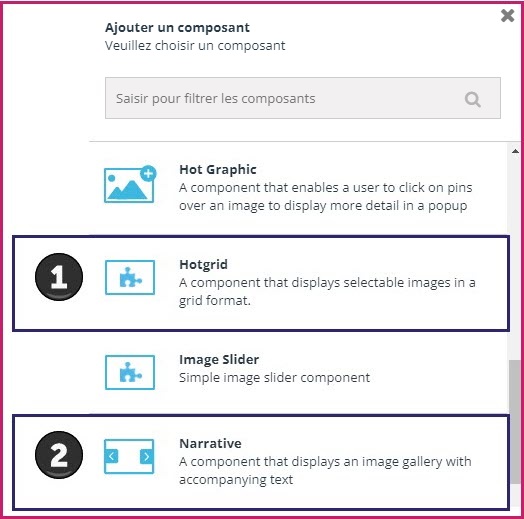 Ajouter un composant
Veuillez choisir un composant
Saisir pour filtrer les composants
Hot Graphic
A component that enables a user to click on pins
over an image to display more detail in a popup
1
Hotgrid
A component that displays selectable images in a
grid format.
Image Slider
Simple image slider component
2
Narrative
A component that displays an image gallery with
accompanying text